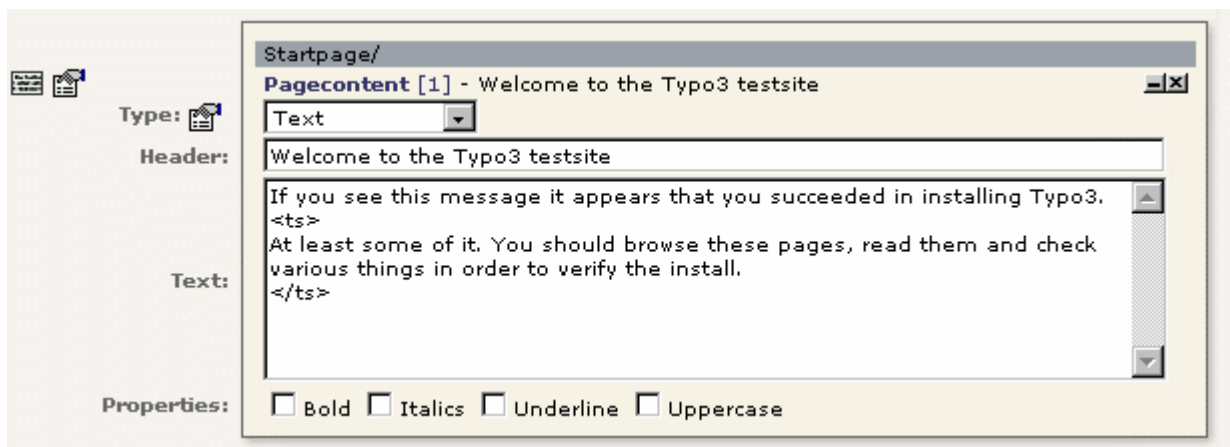 Startpage/
Pagecontent [1] - Welcome to the Typo3 testsite
Type: Text
Header: Welcome to the Typo3 testsite
If you see this message it appears that you succeeded in installing Typo3.
<ts>
At least some of it. You should browse these pages, read them and check
various things in order to verify the install.
Text:
</ts>
Properties: Bold Italics Underline Uppercase